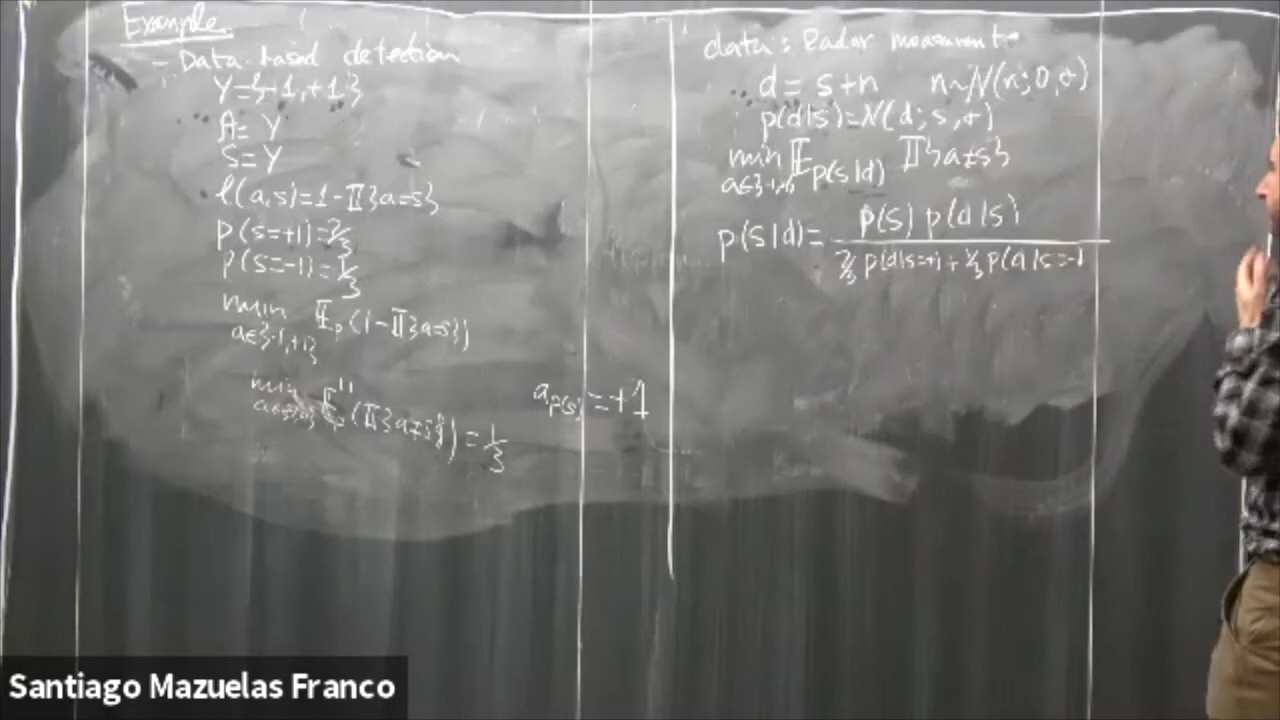 Example
- Data based detection
Y={-1,+1}
A=Y
S=Y
ℓ(a,s)=1-𝕀{a=s}
p(s=+1)=2/3
p(s=-1)=1/3
min 𝔼p(1-𝕀{a=s})
a∈{-1,+1}
min 𝔼p(𝕀{a≠s})=1/3
a∈{-1,+1}
a_p(s)=+1
data: Radar measurements
d = s+n n~N(n;0,σ)
p(d|s)=N(d;s,σ)
min 𝔼p(s|d) 𝕀{a≠s}
a∈{-1,+1}
p(s|d)= p(s) p(d|s)
2/3 p(d|s=+1)+1/3 p(d|s=-1
Santiago Mazuelas Franco